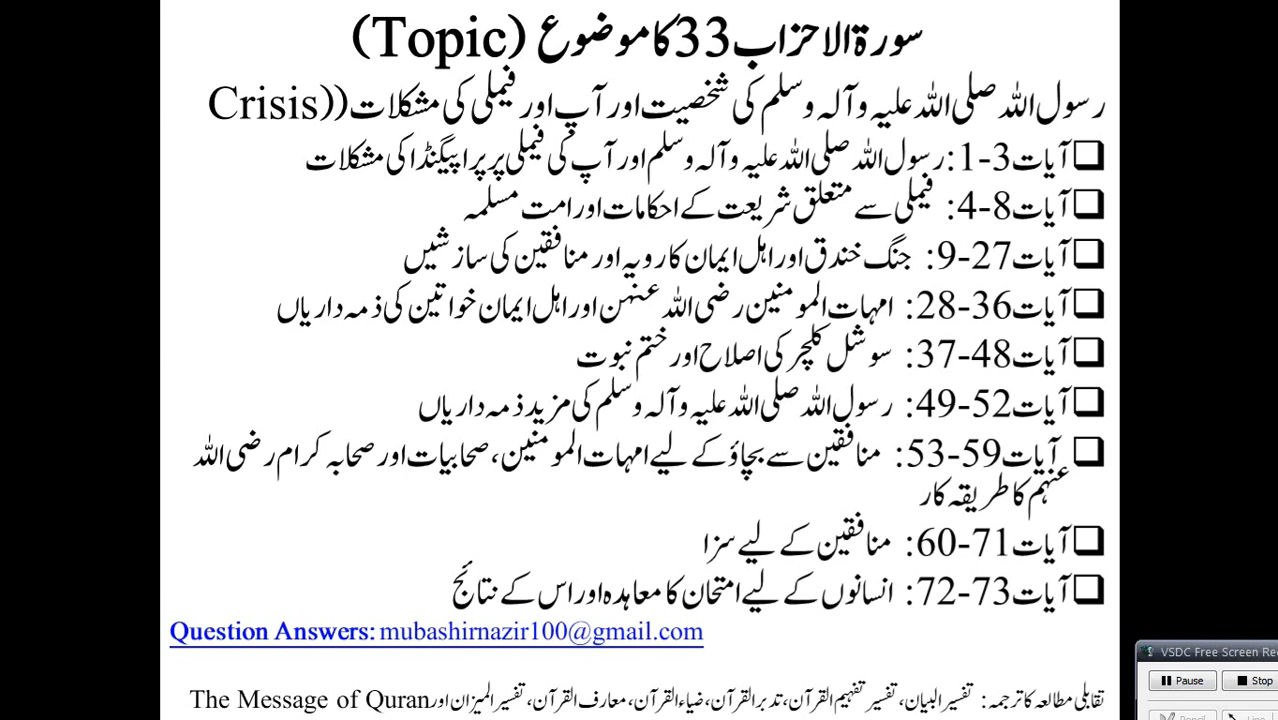 سورۃ الاحزاب 33 کا موضوع (Topic)
رسول اللہ صلی اللہ علیہ وآلہ وسلم کی شخصیت اور آپ اور فیملی کی مشکلات ((Crisis
❑آیات 3-1: رسول اللہ صلی اللہ علیہ وآلہ وسلم اور آپ کی فیملی پر پراپیگنڈا کی مشکلات
❑آیات 8-4: فیملی سے متعلق شریعت کے احکامات اور امت مسلمہ
❑آیات 27-9: جنگ خندق اور اہل ایمان کا رویہ اور منافقین کی سازشیں
❑آیات 36-28: امہات المومنین رضی اللہ عنہن اور اہل ایمان خواتین کی ذمہ داریاں
❑آیات 48-37: سوشل کلچر کی اصلاح اور ختم نبوت
❑آیات 52-49: رسول اللہ صلی اللہ علیہ وآلہ وسلم کی مزید ذمہ داریاں
❑آیات 59-53: منافقین سے بچاؤ کے لیے امہات المومنین، صحابیات اور صحابہ کرام رضی اللہ
عنہم کا طریقہ کار
❑آیات 71-60: منافقین کے لیے سزا
❑آیات 73-72: انسانوں کے لیے امتحان کا معاہدہ اور اس کے نتائج
Question Answers: mubashirnazir100@gmail.com
VSDC Free Screen Re
Pause Stop
تقابلی مطالعہ کا ترجمہ: تفسیر البیان، تفسیر تفہیم القرآن، تدبر القرآن، ضیاء القرآن، معارف القرآن، تفسیر المیزان اور The Message of Quran
Pencil Line